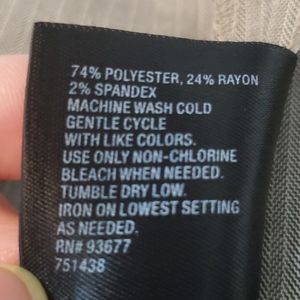 74% POLYESTER, 24% RAYON
2% SPANDEX
MACHINE WASH COLD
GENTLE CYCLE
WITH LIKE COLORS.
USE ONLY NON-CHLORINE
BLEACH WHEN NEEDED.
TUMBLE DRY LOW.
IRON ON LOWEST SETTING
AS NEEDED.
RN# 93677
751438